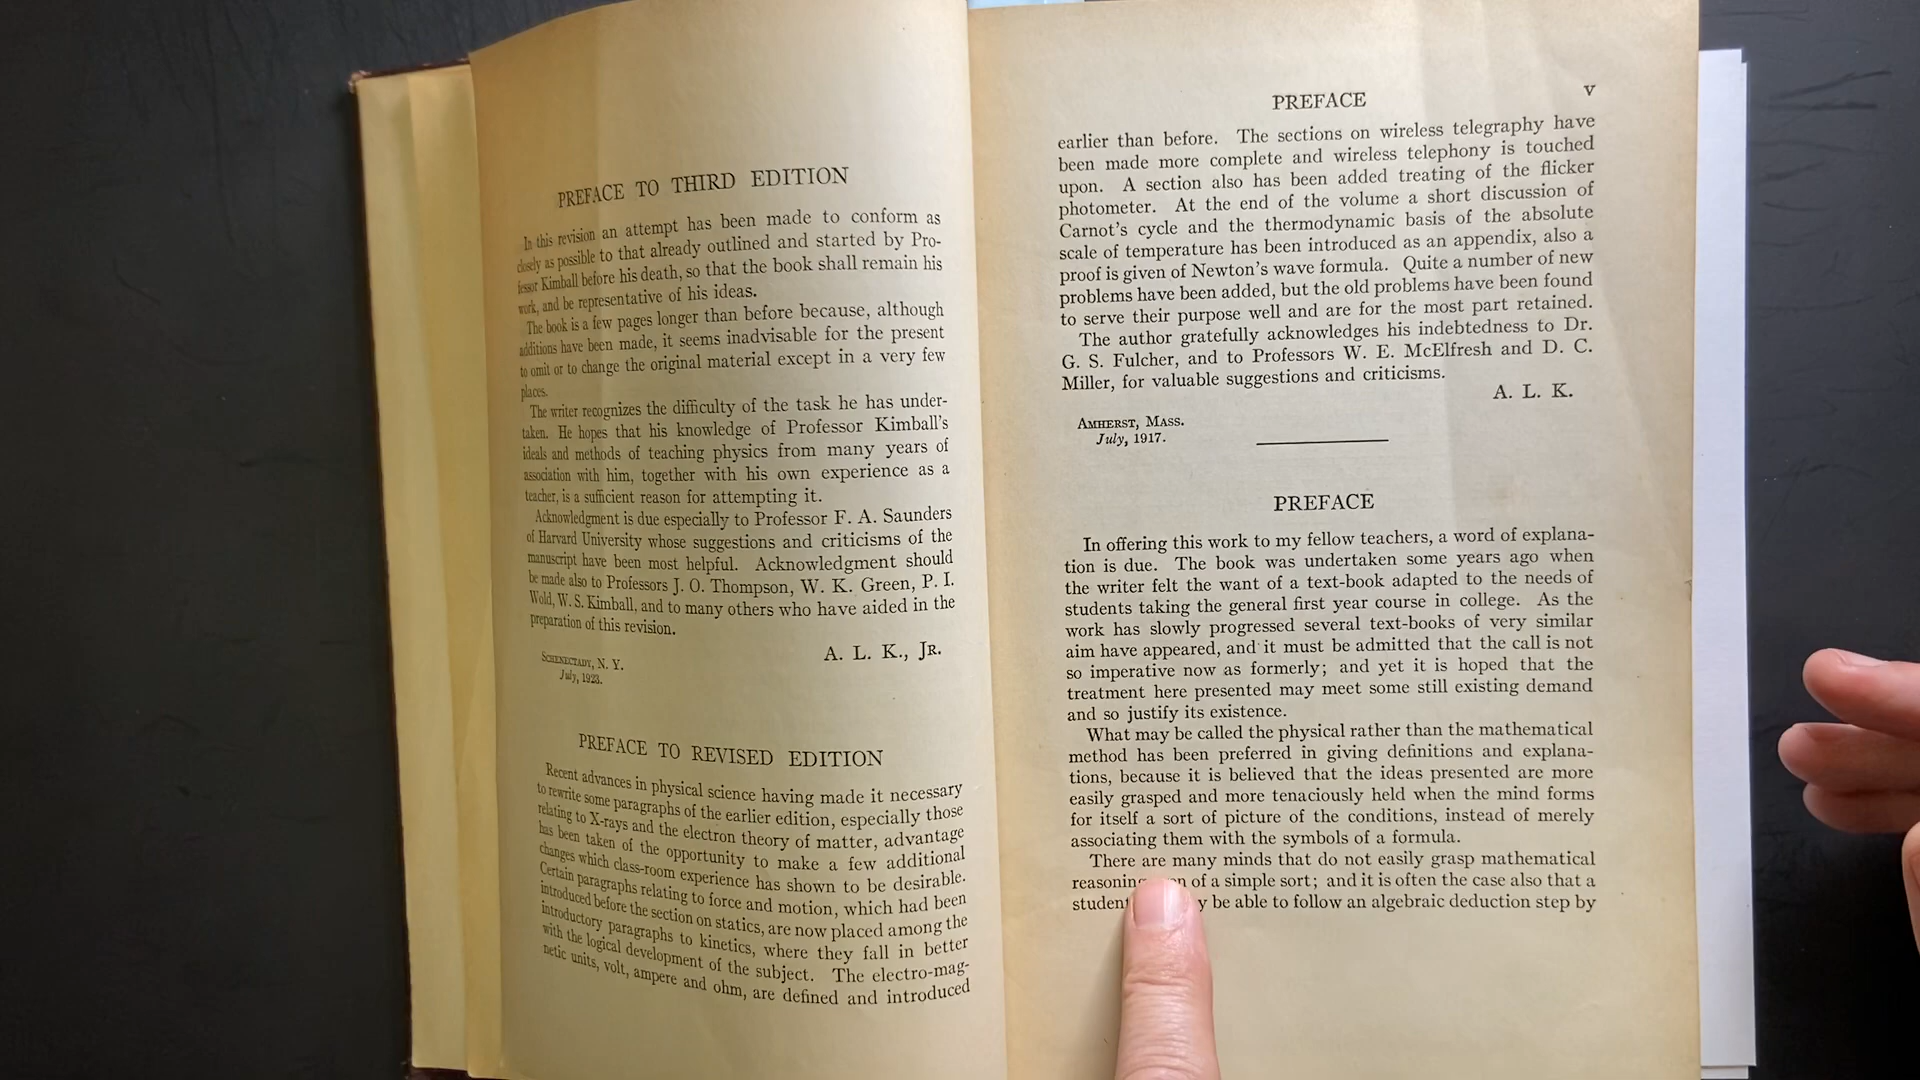 PREFACE TO THIRD EDITION
In this revision an attempt has been made to conform as
closely as possible to that already outlined and started by Pro-
fessor Kimball before his death, so that the book shall remain his
work, and be representative of his ideas.
The book is a few pages longer than before because, although
additions have been made, it seems inadvisable for the present
to omit or to change the original material except in a very few
places.
The writer recognizes the difficulty of the task he has under-
taken. He hopes that his knowledge of Professor Kimball's
ideals and methods of teaching physics from many years of
association with him, together with his own experience as a
teacher, is a sufficient reason for attempting it.
Acknowledgment is due especially to Professor F. A. Saunders
of Harvard University whose suggestions and criticisms of the
manuscript have been most helpful. Acknowledgment should
be made also to Professors J. O. Thompson, W. K. Green, P. I.
Wold, W. S. Kimball, and to many others who have aided in the
preparation of this revision.
A. L. K., JR.
SCHENECTADY, N. Y.
July, 1923.
PREFACE TO REVISED EDITION
Recent advances in physical science having made it necessary
to rewrite some paragraphs of the earlier edition, especially those
relating to X-rays and the electron theory of matter, advantage
has been taken of the opportunity to make a few additional
changes which class-room experience has shown to be desirable.
Certain paragraphs relating to force and motion, which had been
introduced before the section on statics, are now placed among the
introductory paragraphs to kinetics, where they fall in better
with the logical development of the subject. The electro-mag-
netic units, volt, ampere and ohm, are defined and introduced
PREFACE v
earlier than before. The sections on wireless telegraphy have
been made more complete and wireless telephony is touched
upon. A section also has been added treating of the flicker
photometer. At the end of the volume a short discussion of
Carnot's cycle and the thermodynamic basis of the absolute
scale of temperature has been introduced as an appendix, also a
proof is given of Newton's wave formula. Quite a number of new
problems have been added, but the old problems have been found
to serve their purpose well and are for the most part retained.
The author gratefully acknowledges his indebtedness to Dr.
G. S. Fulcher, and to Professors W. E. McElfresh and D. C.
Miller, for valuable suggestions and criticisms.
A. L. K.
AMHERST, MASS.
July, 1917.
PREFACE
In offering this work to my fellow teachers, a word of explana-
tion is due. The book was undertaken some years ago when
the writer felt the want of a text-book adapted to the needs of
students taking the general first year course in college. As the
work has slowly progressed several text-books of very similar
aim have appeared, and it must be admitted that the call is not
so imperative now as formerly; and yet it is hoped that the
treatment here presented may meet some still existing demand
and so justify its existence.
What may be called the physical rather than the mathematical
method has been preferred in giving definitions and explana-
tions, because it is believed that the ideas presented are more
easily grasped and more tenaciously held when the mind forms
for itself a sort of picture of the conditions, instead of merely
associating them with the symbols of a formula.
There are many minds that do not easily grasp mathematical
reasoning of a simple sort; and it is often the case also that a
student be able to follow an algebraic deduction step by